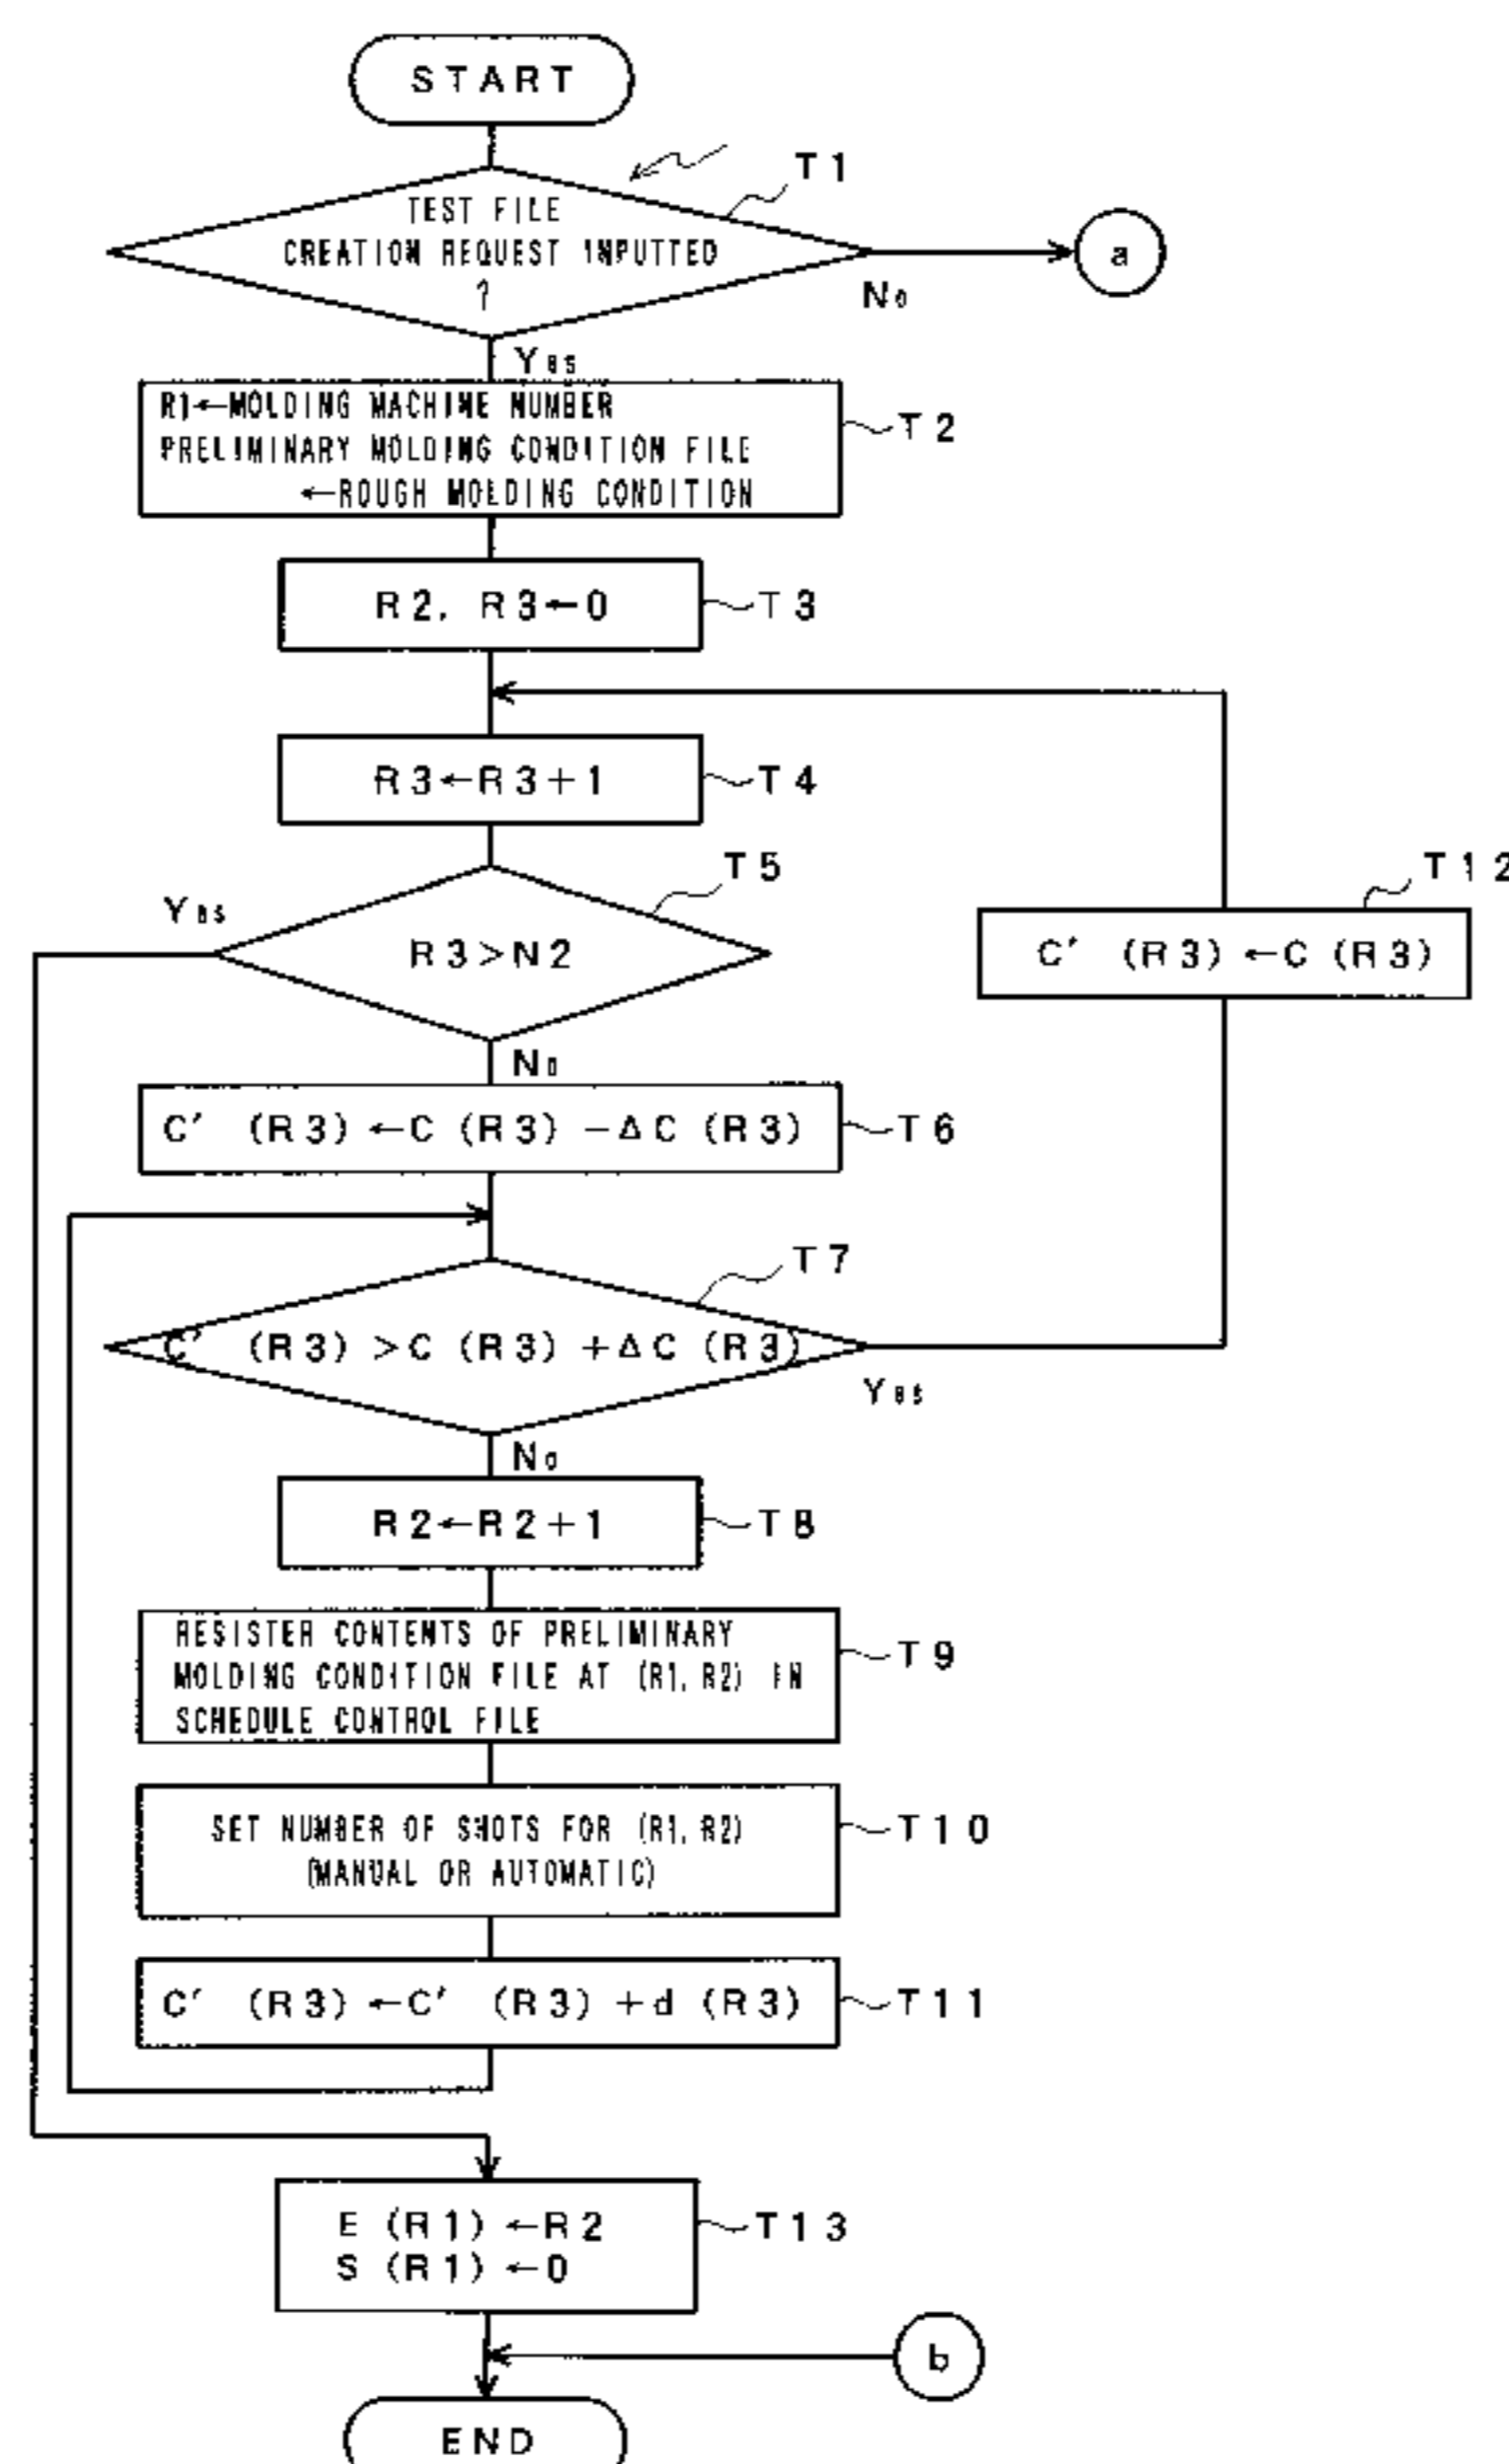 START
T1
TEST FILE
CREATION REQUEST INPUTTED
?
a
No
Yes
R1←MOLDING MACHINE NUMBER
PRELIMINARY MOLDING CONDITION FILE
←ROUGH MOLDING CONDITION
T2
R2, R3←0
T3
R3←R3+1
T4
T5
Yes
R3>N2
T12
C' (R3) ←C (R3)
No
C' (R3) ←C (R3) −ΔC (R3)
T6
T7
C' (R3) >C (R3) +ΔC (R3)
Yes
No
R2←R2+1
T8
RESISTER CONTENTS OF PRELIMINARY
MOLDING CONDITION FILE AT (R1, R2) IN
SCHEDULE CONTROL FILE
T9
SET NUMBER OF SHOTS FOR (R1, R2)
(MANUAL OR AUTOMATIC)
T10
C' (R3) ←C' (R3) +d (R3)
T11
E (R1) ←R2
S (R1) ←0
T13
b
END